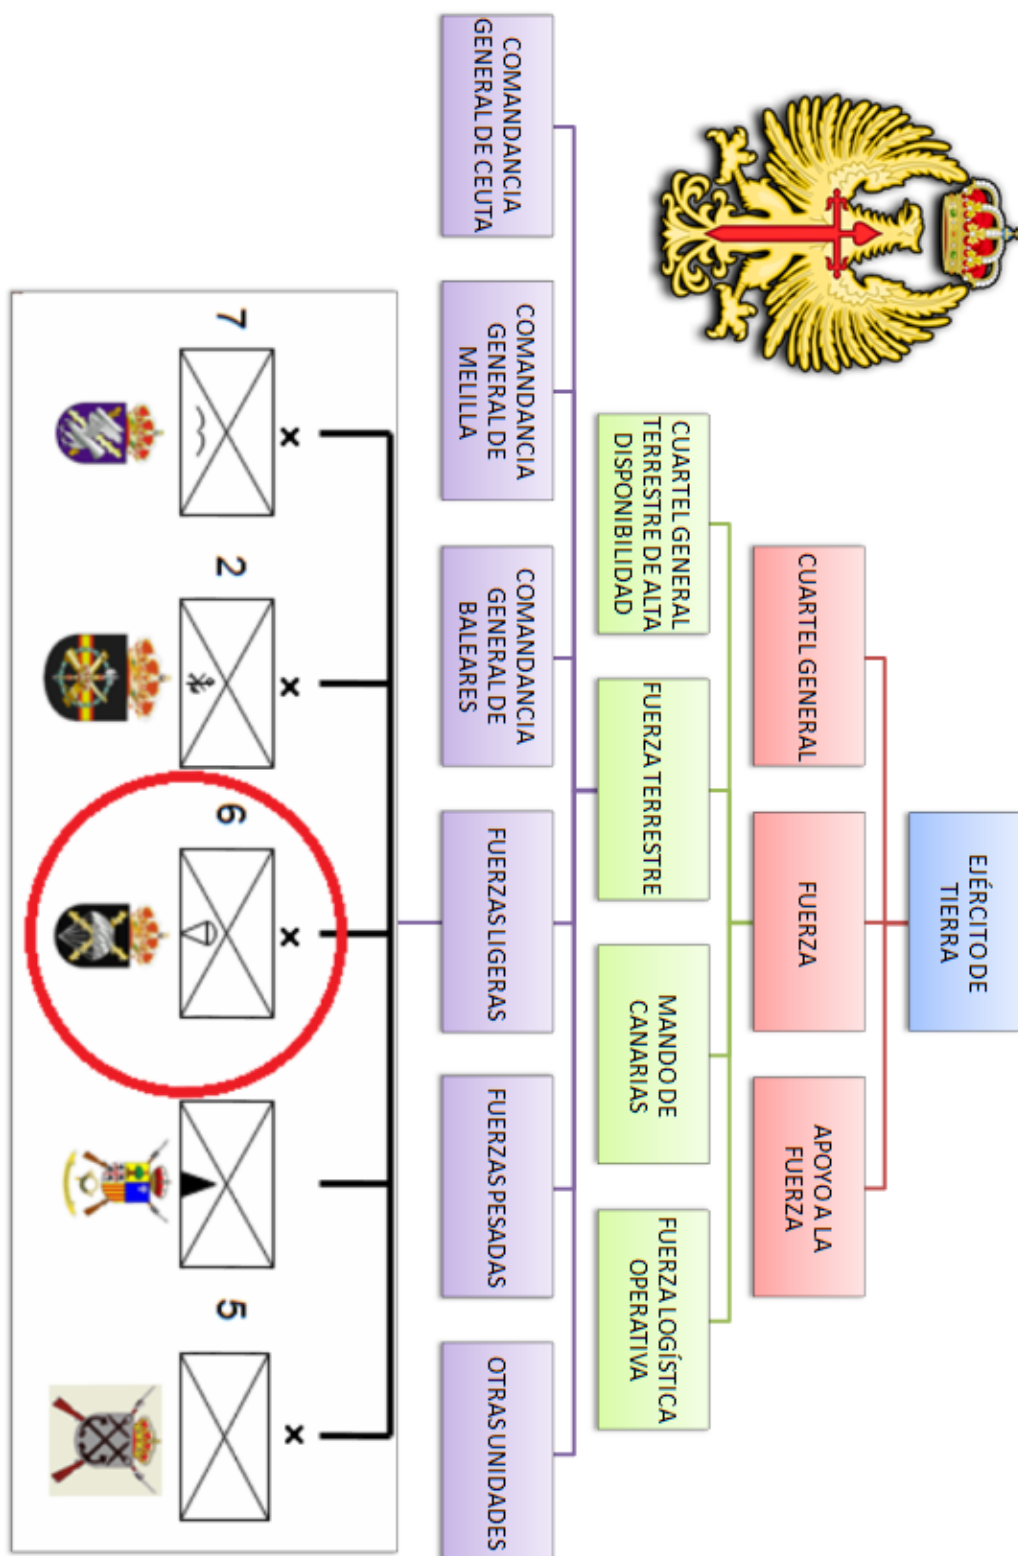 EJÉRCITO DE
TIERRA
CUARTEL GENERAL
FUERZA
APOYO A LA
FUERZA
CUARTEL GENERAL
TERRESTRE DE ALTA
DISPONIBILIDAD
FUERZA TERRESTRE
MANDO DE
CANARIAS
FUERZA LOGÍSTICA
OPERATIVA
COMANDANCIA
GENERAL DE CEUTA
COMANDANCIA
GENERAL DE
MELILLA
COMANDANCIA
GENERAL DE
BALEARES
FUERZAS LIGERAS
FUERZAS PESADAS
OTRAS UNIDADES
x x x x
7 2 6 5